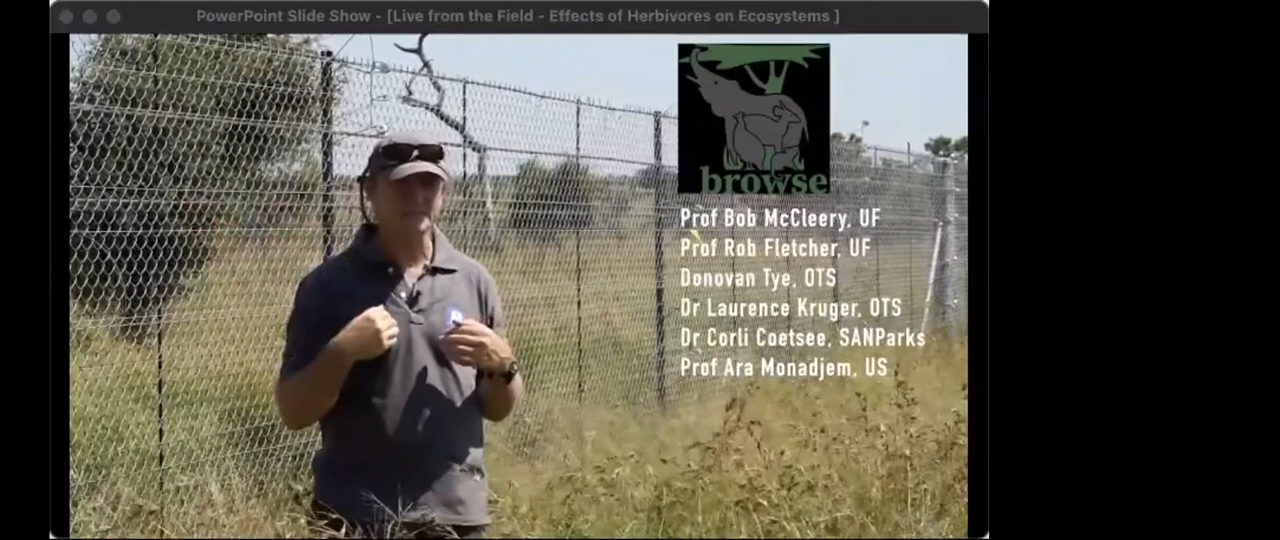 PowerPoint Slide Show - [Live from the Field - Effects of Herbivores on Ecosystems ]
browse
Prof Bob McCleery, UF
Prof Rob Fletcher, UF
Donovan Tye, OTS
Dr Laurence Kruger, OTS
Dr Corli Coetsee, SANParks
Prof Ara Monadjem, US